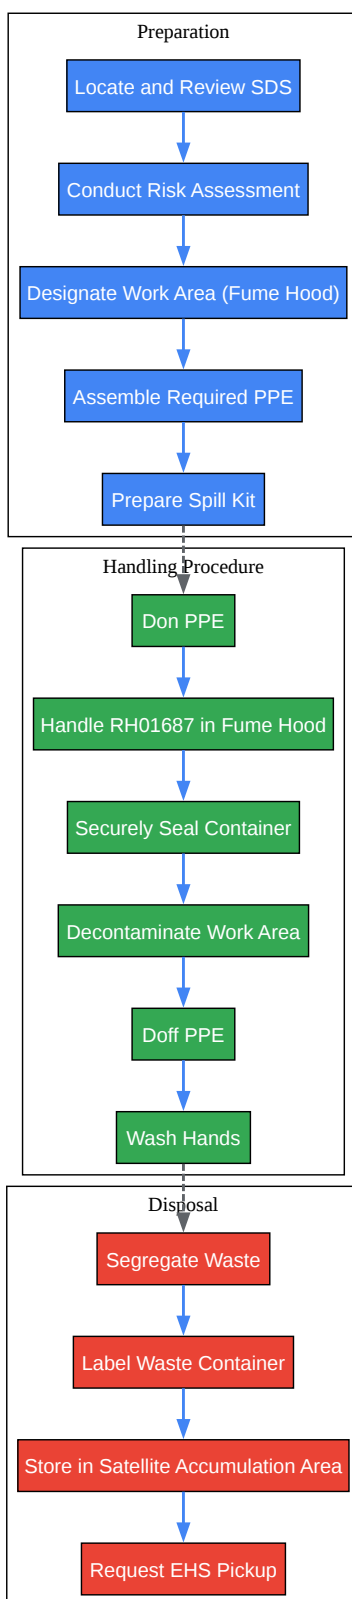 Preparation
Locate and Review SDS
Conduct Risk Assessment
Designate Work Area (Fume Hood)
Assemble Required PPE
Prepare Spill Kit
Handling Procedure
Don PPE
Handle RH01687 in Fume Hood
Securely Seal Container
Decontaminate Work Area
Doff PPE
Wash Hands
Disposal
Segregate Waste
Label Waste Container
Store in Satellite Accumulation Area
Request EHS Pickup